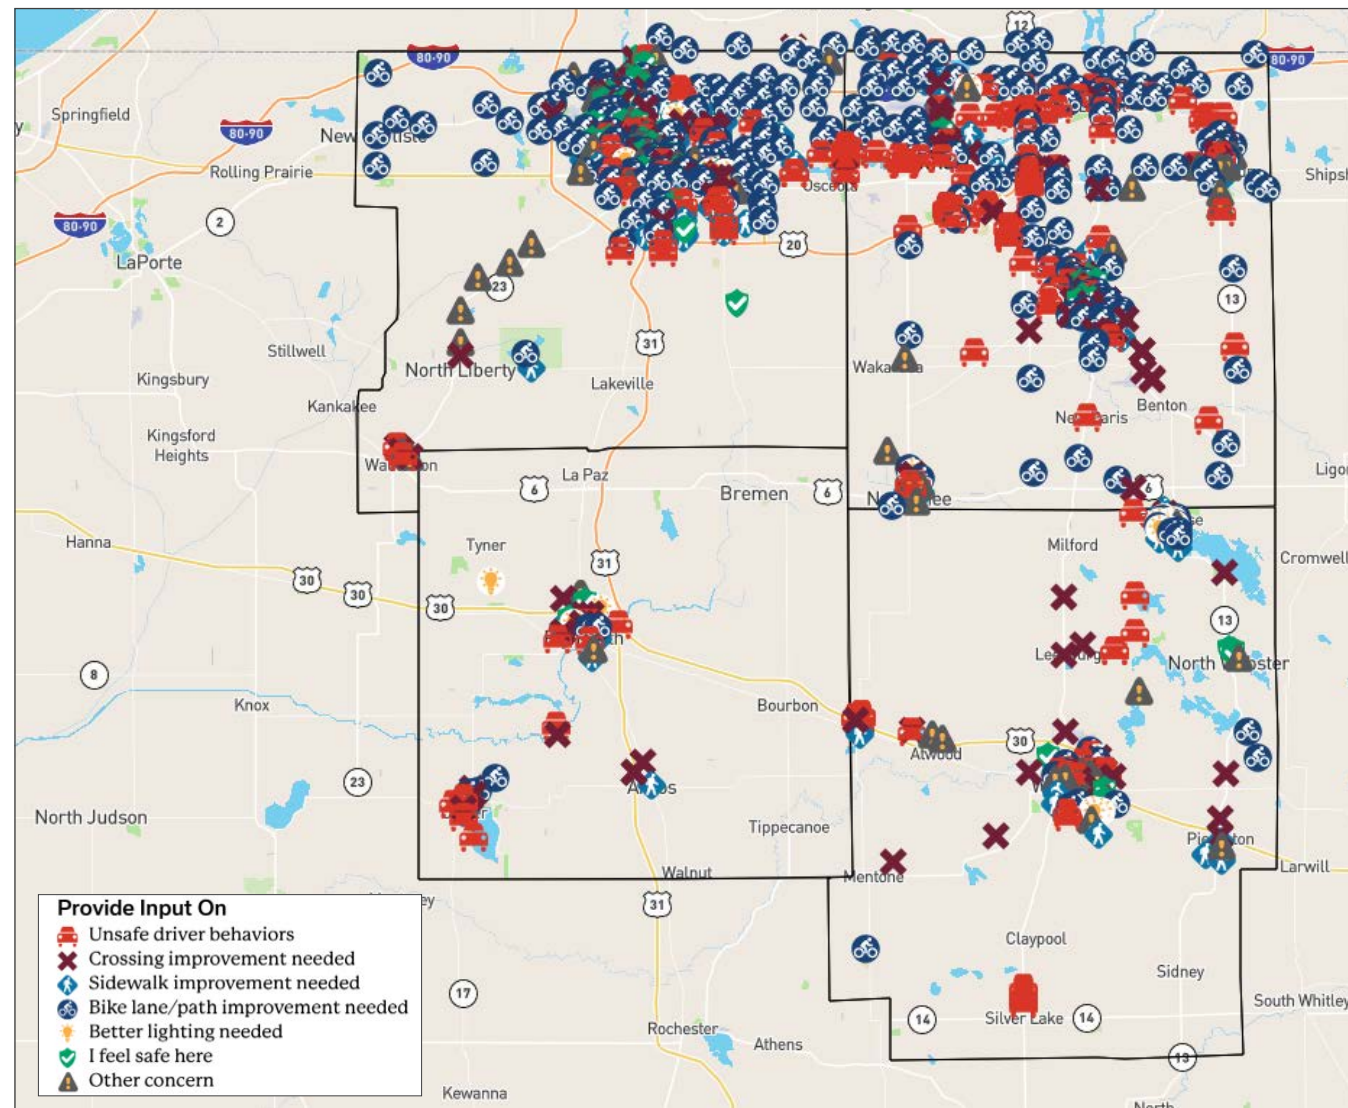 12
80-90
80-90
Springfield
80-90
Rolling Prairie
Osceola
Shipsh
2
80-90
20
LaPorte
23
13
Stillwell
31
North Liberty
Lakeville
Kingsbury
Kankakee
Benton
Kingsford
Heights
La Paz
6
Bremen
6
6
Ligo
Hanna
Tyner
Milford
Cromwell
31
30
30
30
13
8
Knox
Bourbon
30
Atwood
23
North Judson
Tippecanoe
Larwill
Walnut
Mentone
31
Provide Input On
Unsafe driver behaviors
Crossing improvement needed
Sidewalk improvement needed
Bike lane/path improvement needed
Better lighting needed
I feel safe here
Other concern
Claypool
Sidney
17
South Whitley
14
Silver Lake
14
Rochester
Athens
13
Kewanna
North